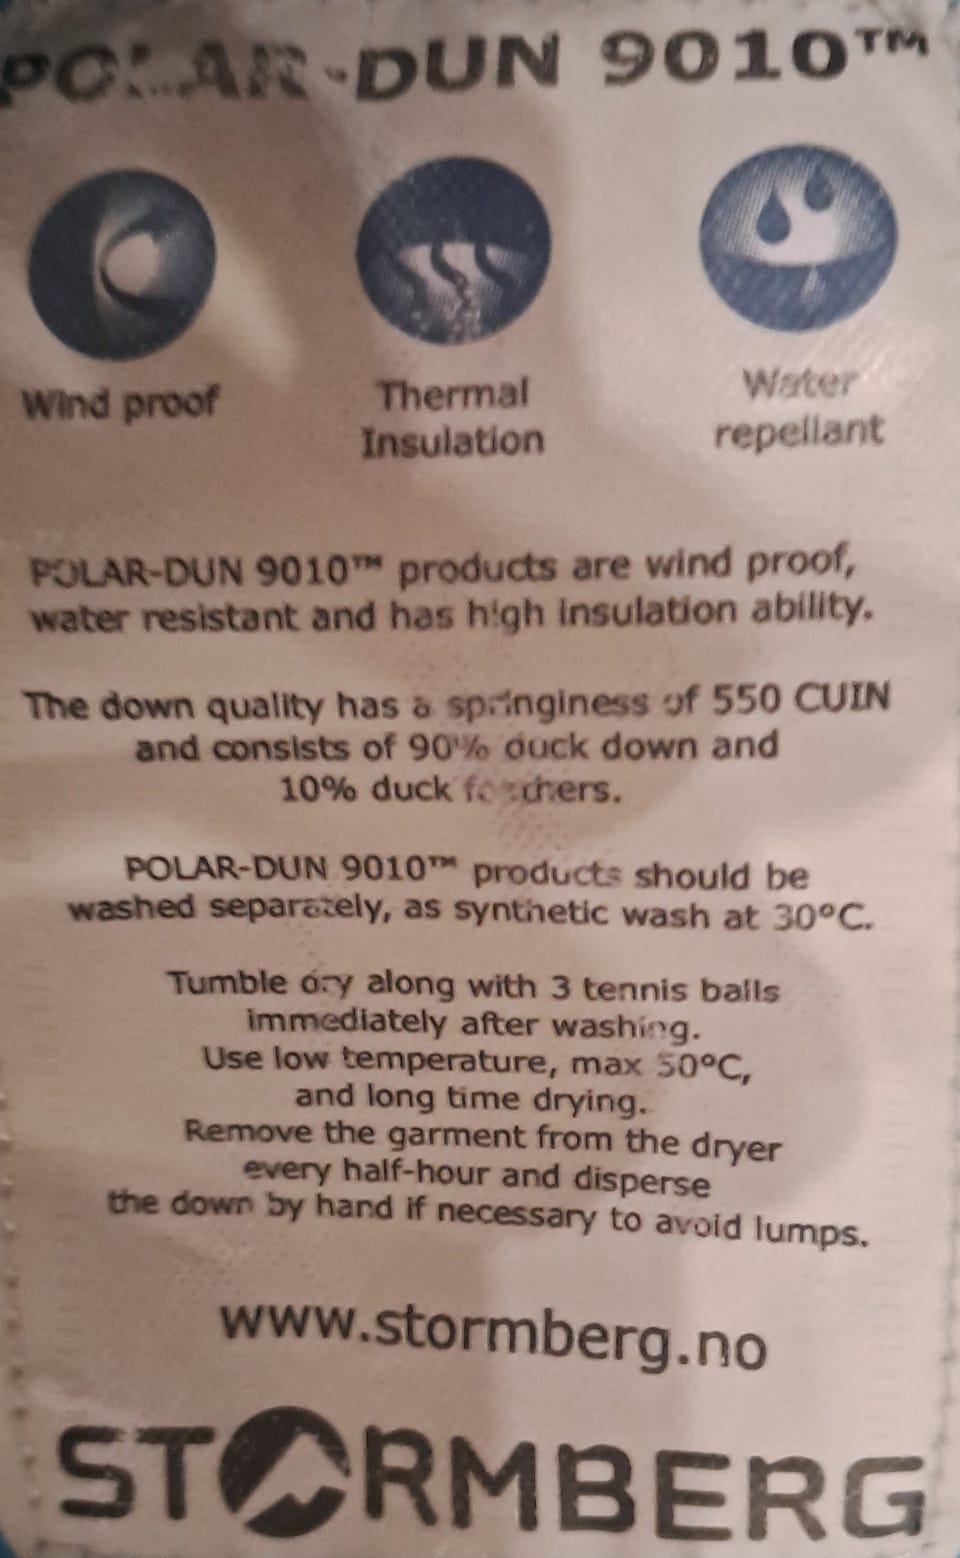 POLAR-DUN 9010™
Wind proof
Thermal
Insulation
Water
repellant
POLAR-DUN 9010™ products are wind proof,
water resistant and has high insulation ability.
The down quality has a springiness of 550 CUIN
and consists of 90% duck down and
10% duck feathers.
POLAR-DUN 9010™ products should be
washed separately, as synthetic wash at 30°C.
Tumble dry along with 3 tennis balls
immediately after washing.
Use low temperature, max 50°C,
and long time drying.
Remove the garment from the dryer
every half-hour and disperse
the down by hand if necessary to avoid lumps.
www.stormberg.no
STORMBERG